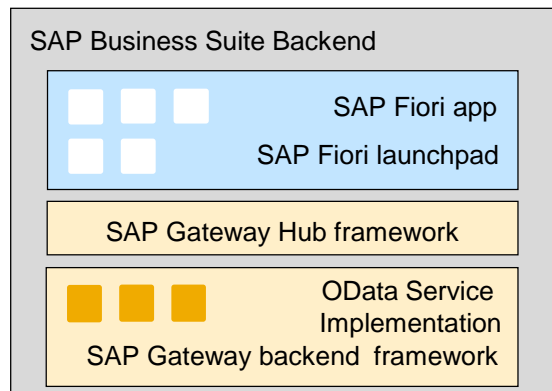 SAP Business Suite Backend
SAP Fiori app
SAP Fiori launchpad
SAP Gateway Hub framework
OData Service
Implementation
SAP Gateway backend framework